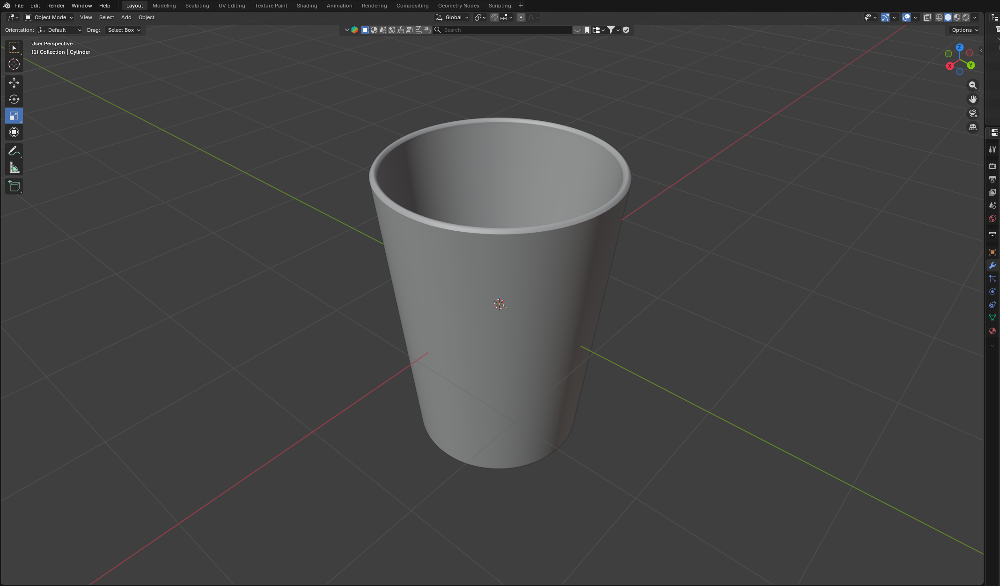 File Edit Render Window Help Layout Modeling Sculpting UV Editing Texture Paint Shading Animation Rendering Compositing Geometry Nodes Scripting +
Object Mode View Select Add Object Global
Orientation: Default Drag: Select Box Search Options
User Perspective
(1) Collection | Cylinder
Z
X Y